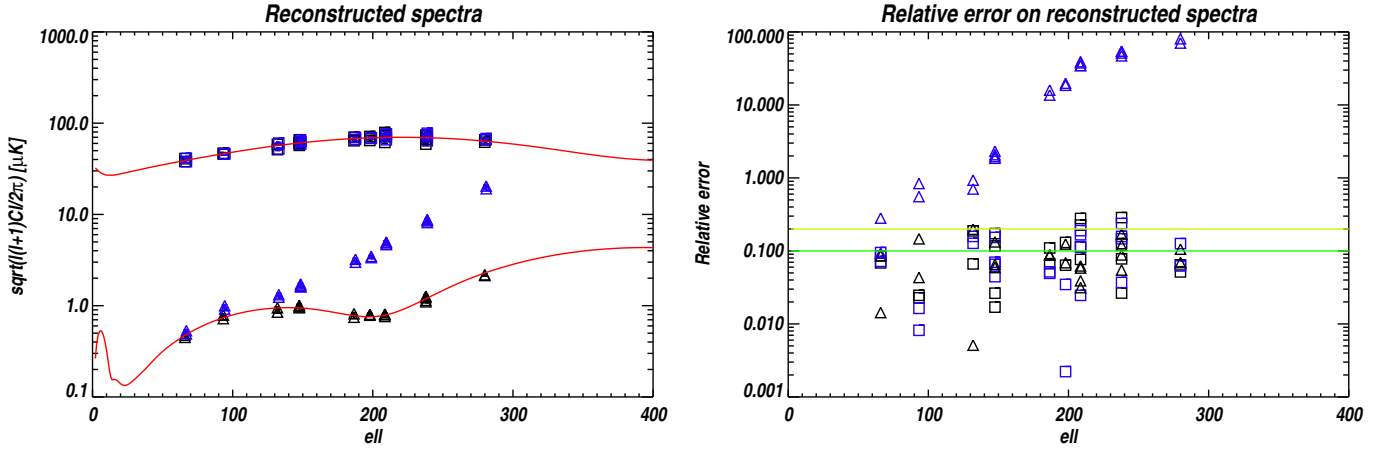 Reconstructed spectra
1000.0
100.0
10.0
1.0
0.1
sqrt(l(l+1)Cl/2π) [μK]
0 100 200 300 400
ell
Relative error on reconstructed spectra
100.000
10.000
1.000
0.100
0.010
0.001
Relative error
0 100 200 300 400
ell